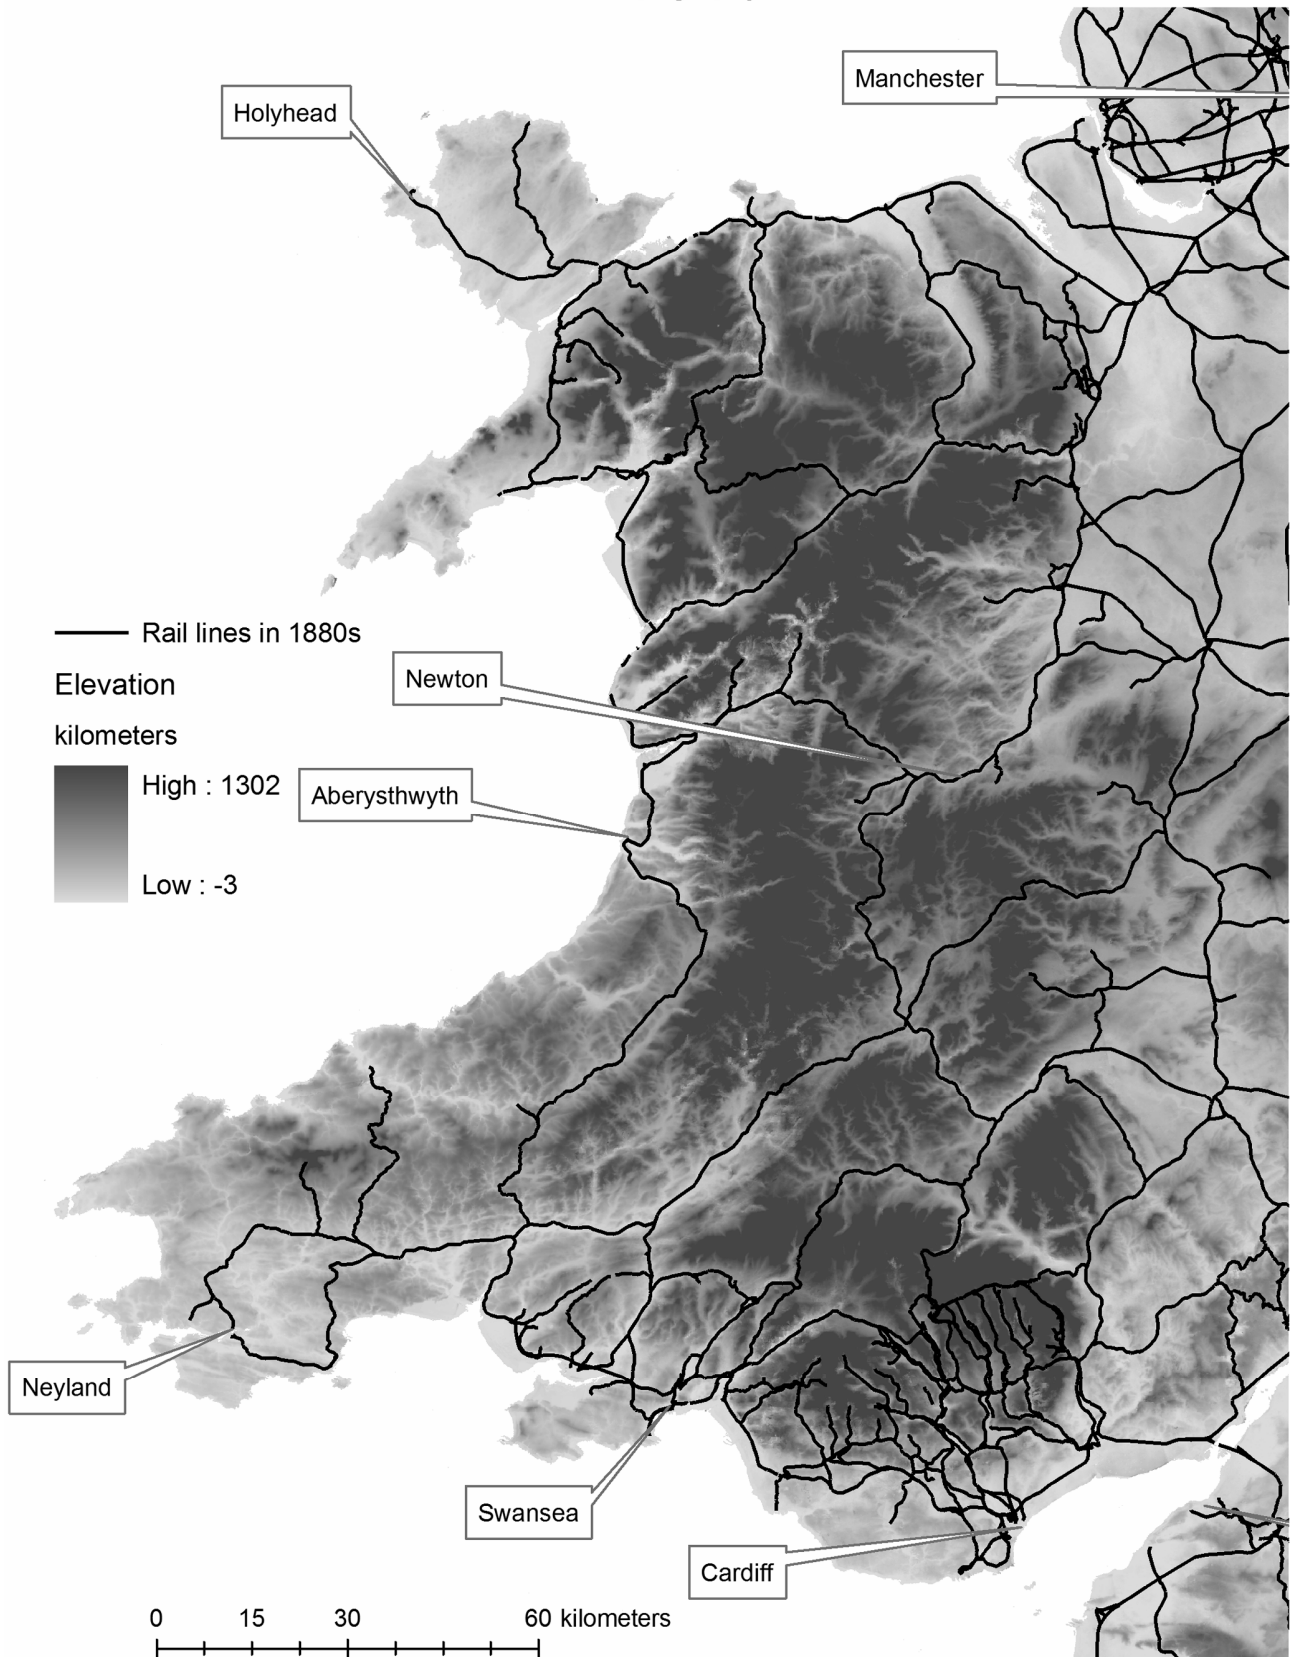 Manchester
Holyhead
Rail lines in 1880s
Elevation
Newton
kilometers
High : 1302
Aberysthwyth
Low : -3
Neyland
Swansea
Cardiff
0 15 30 60 kilometers